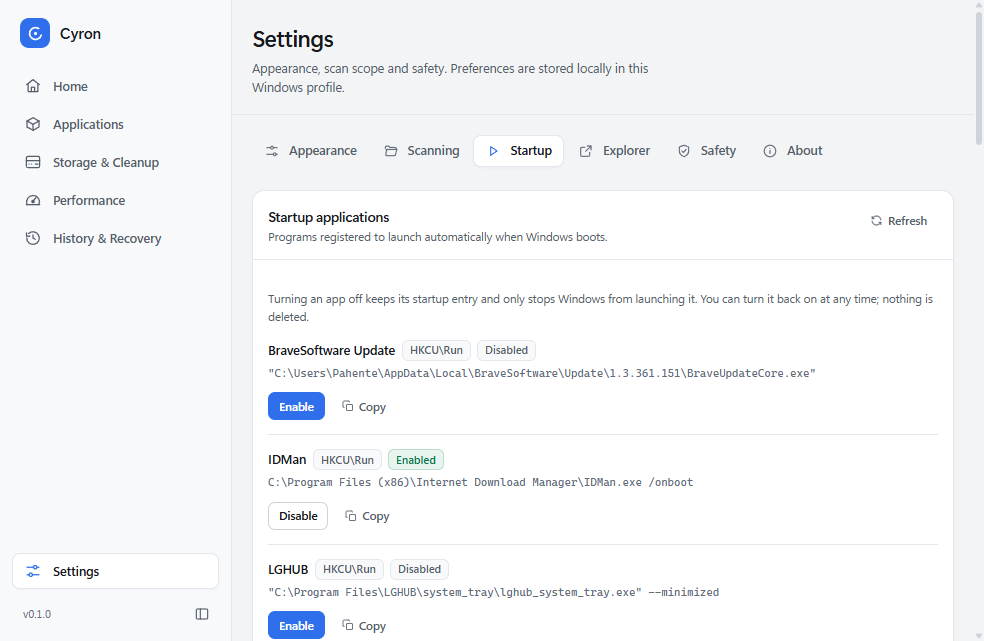 Cyron
Home
Applications
Storage & Cleanup
Performance
History & Recovery
Settings
v0.1.0
Settings
Appearance, scan scope and safety. Preferences are stored locally in this
Windows profile.
Appearance
Scanning
Startup
Explorer
Safety
About
Startup applications
Refresh
Programs registered to launch automatically when Windows boots.
Turning an app off keeps its startup entry and only stops Windows from launching it. You can turn it back on at any time; nothing is
deleted.
BraveSoftware Update HKCU\Run Disabled
"C:\Users\Pahente\AppData\Local\BraveSoftware\Update\1.3.361.151\BraveUpdateCore.exe"
Enable Copy
IDMan HKCU\Run Enabled
C:\Program Files (x86)\Internet Download Manager\IDMan.exe /onboot
Disable Copy
LGHUB HKCU\Run Disabled
"C:\Program Files\LGHUB\system_tray\lghub_system_tray.exe" --minimized
Enable Copy